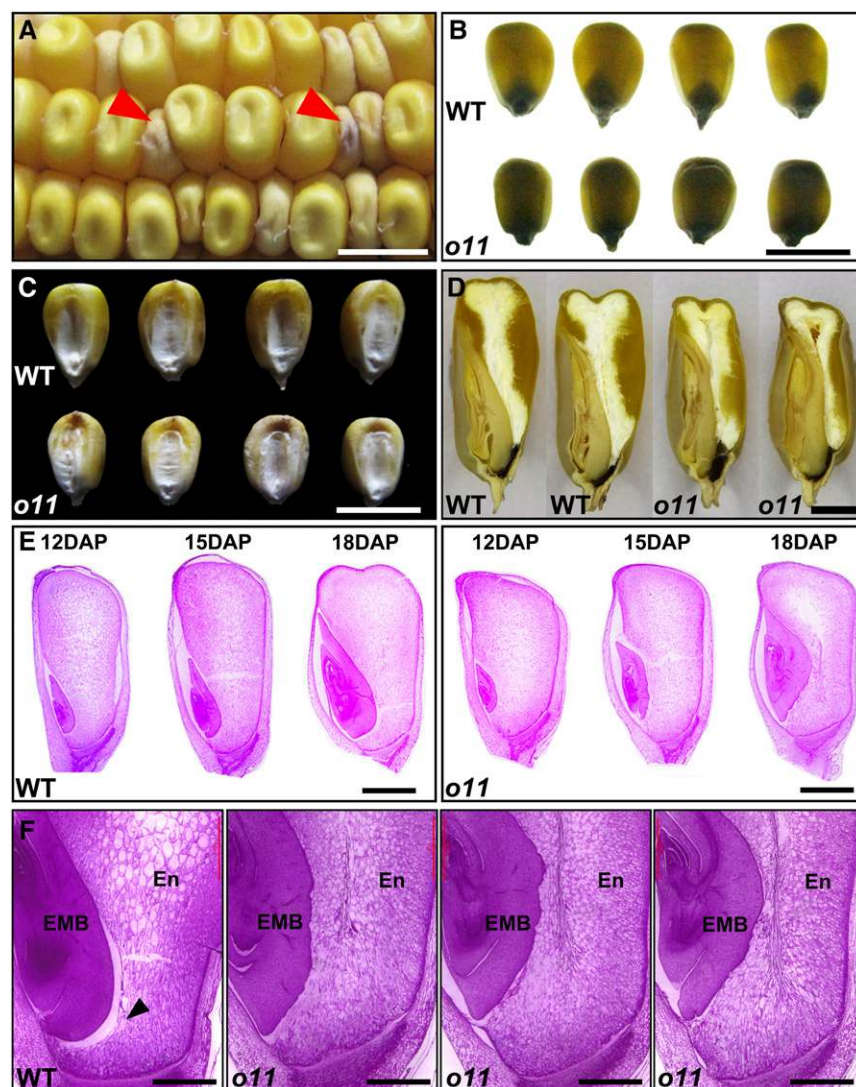 A
B
WT
o11
C
WT
o11
D
WT WT o11 o11
E 12DAP 15DAP 18DAP
WT
12DAP 15DAP 18DAP
o11
F
EMB En
WT
EMB En
o11
EMB En
o11
EMB En
o11